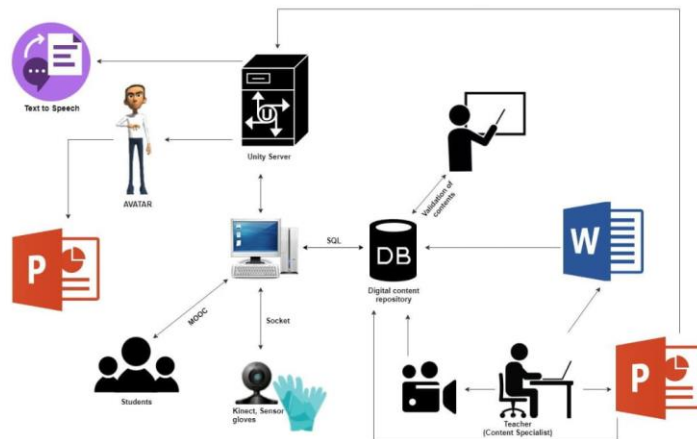 Text to Speech
U
Unity Server
AVATAR
Validation of
contents
P
SQL
DB
W
Digital content
repository
MOOC
Socket
P
Students
Kinect, Sensor
gloves
Teacher
(Content Specialist)